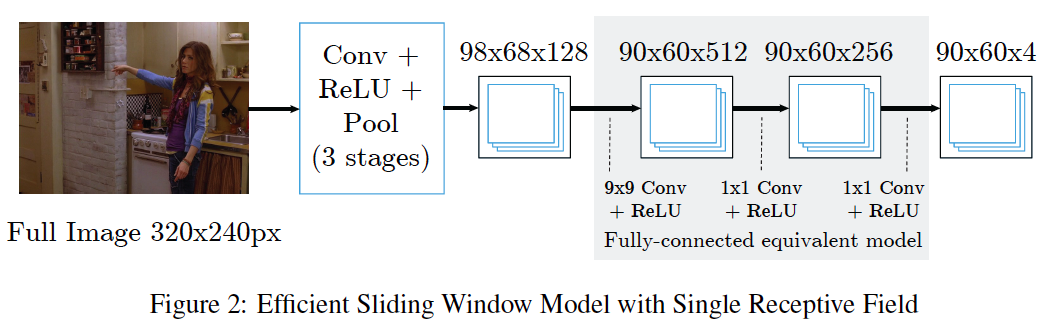 Conv +
ReLU +
Pool
(3 stages)
98x68x128
90x60x512
90x60x256
90x60x4
9x9 Conv
+ ReLU
1x1 Conv
+ ReLU
1x1 Conv
+ ReLU
Fully-connected equivalent model
Full Image 320x240px
Figure 2: Efficient Sliding Window Model with Single Receptive Field